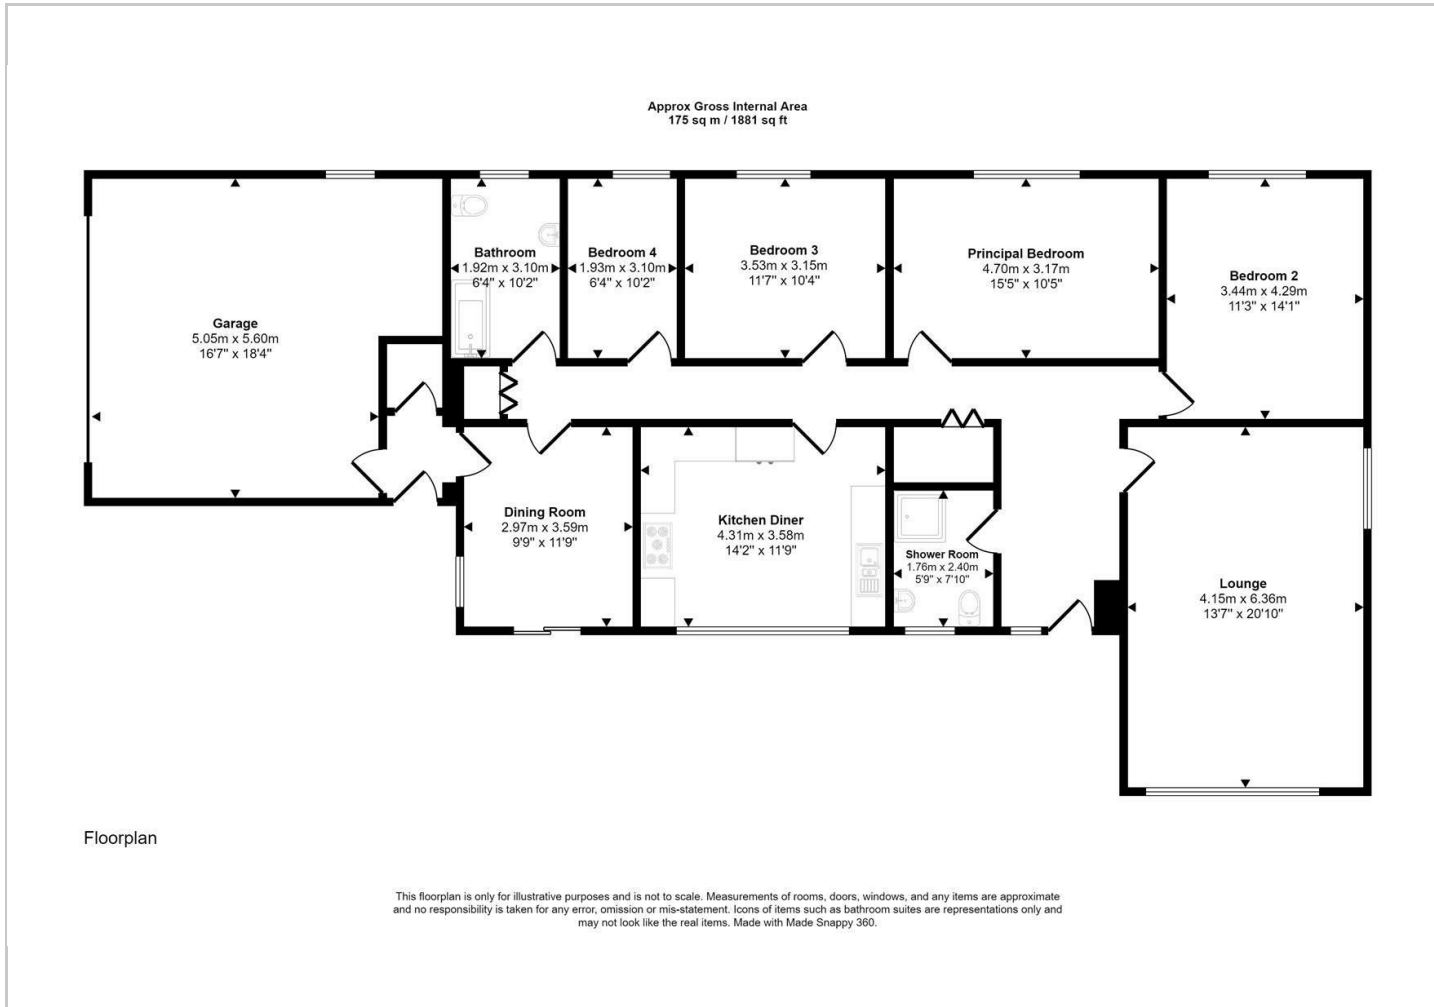 Approx Gross Internal Area
175 sq m / 1881 sq ft
Garage
5.05m x 5.60m
16'7" x 18'4"
Bathroom
1.92m x 3.10m
6'4" x 10'2"
Bedroom 4
1.93m x 3.10m
6'4" x 10'2"
Bedroom 3
3.53m x 3.15m
11'7" x 10'4"
Principal Bedroom
4.70m x 3.17m
15'5" x 10'5"
Bedroom 2
3.44m x 4.29m
11'3" x 14'1"
Dining Room
2.97m x 3.59m
9'9" x 11'9"
Kitchen Diner
4.31m x 3.58m
14'2" x 11'9"
Shower Room
1.76m x 2.40m
5'9" x 7'10"
Lounge
4.15m x 6.36m
13'7" x 20'10"
Floorplan
This floorplan is only for illustrative purposes and is not to scale. Measurements of rooms, doors, windows, and any items are approximate
and no responsibility is taken for any error, omission or mis-statement. Icons of items such as bathroom suites are representations only and
may not look like the real items. Made with Made Snappy 360.